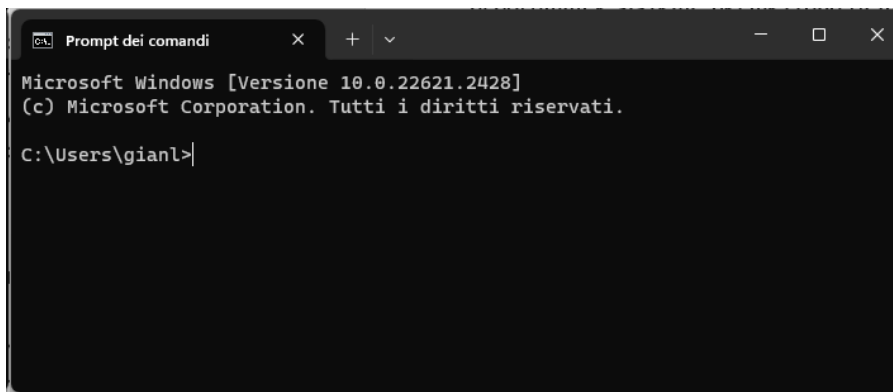 Prompt dei comandi
Microsoft Windows [Versione 10.0.22621.2428]
(c) Microsoft Corporation. Tutti i diritti riservati.
C:\Users\gianl>